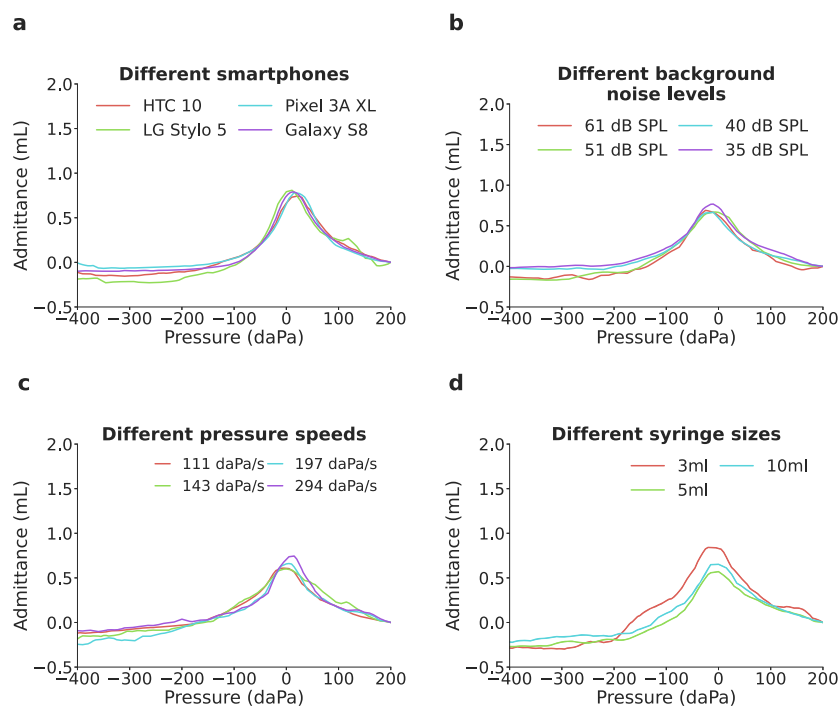 a
Different smartphones
HTC 10
Pixel 3A XL
LG Stylo 5
Galaxy S8
Admittance (mL)
2.0
1.5
1.0
0.5
0.0
−0.5
−400 −300 −200 −100 0 100 200
Pressure (daPa)
b
Different background
noise levels
61 dB SPL
40 dB SPL
51 dB SPL
35 dB SPL
Admittance (mL)
2.0
1.5
1.0
0.5
0.0
−0.5
−400 −300 −200 −100 0 100 200
Pressure (daPa)
c
Different pressure speeds
111 daPa/s
197 daPa/s
143 daPa/s
294 daPa/s
Admittance (mL)
2.0
1.5
1.0
0.5
0.0
−0.5
−400 −300 −200 −100 0 100 200
Pressure (daPa)
d
Different syringe sizes
3ml
10ml
5ml
Admittance (mL)
2.0
1.5
1.0
0.5
0.0
−0.5
−400 −300 −200 −100 0 100 200
Pressure (daPa)